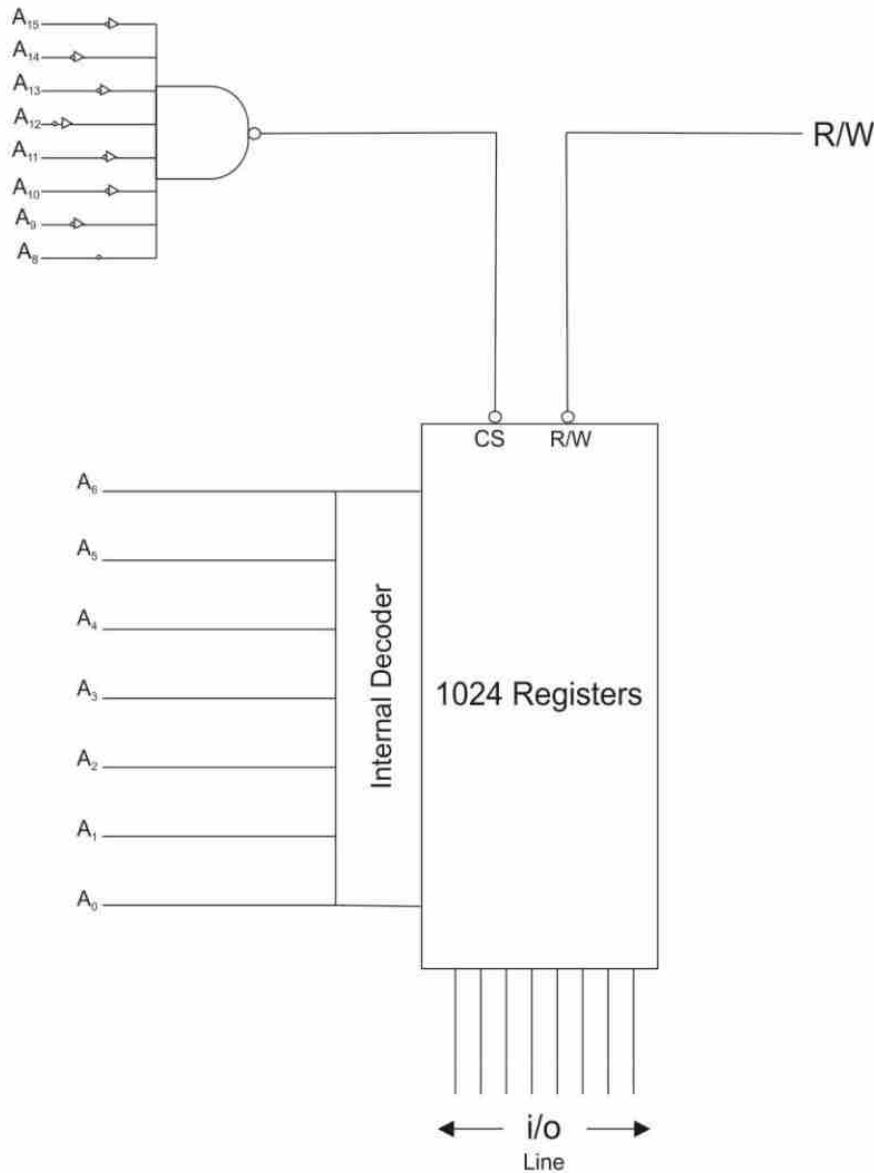 A₁₅
A₁₄
A₁₃
A₁₂
A₁₁
A₁₀
A₉
A₈
R/W
CS R/W
A₆
A₅
A₄
A₃
A₂
A₁
A₀
Internal Decoder
1024 Registers
i/o
Line